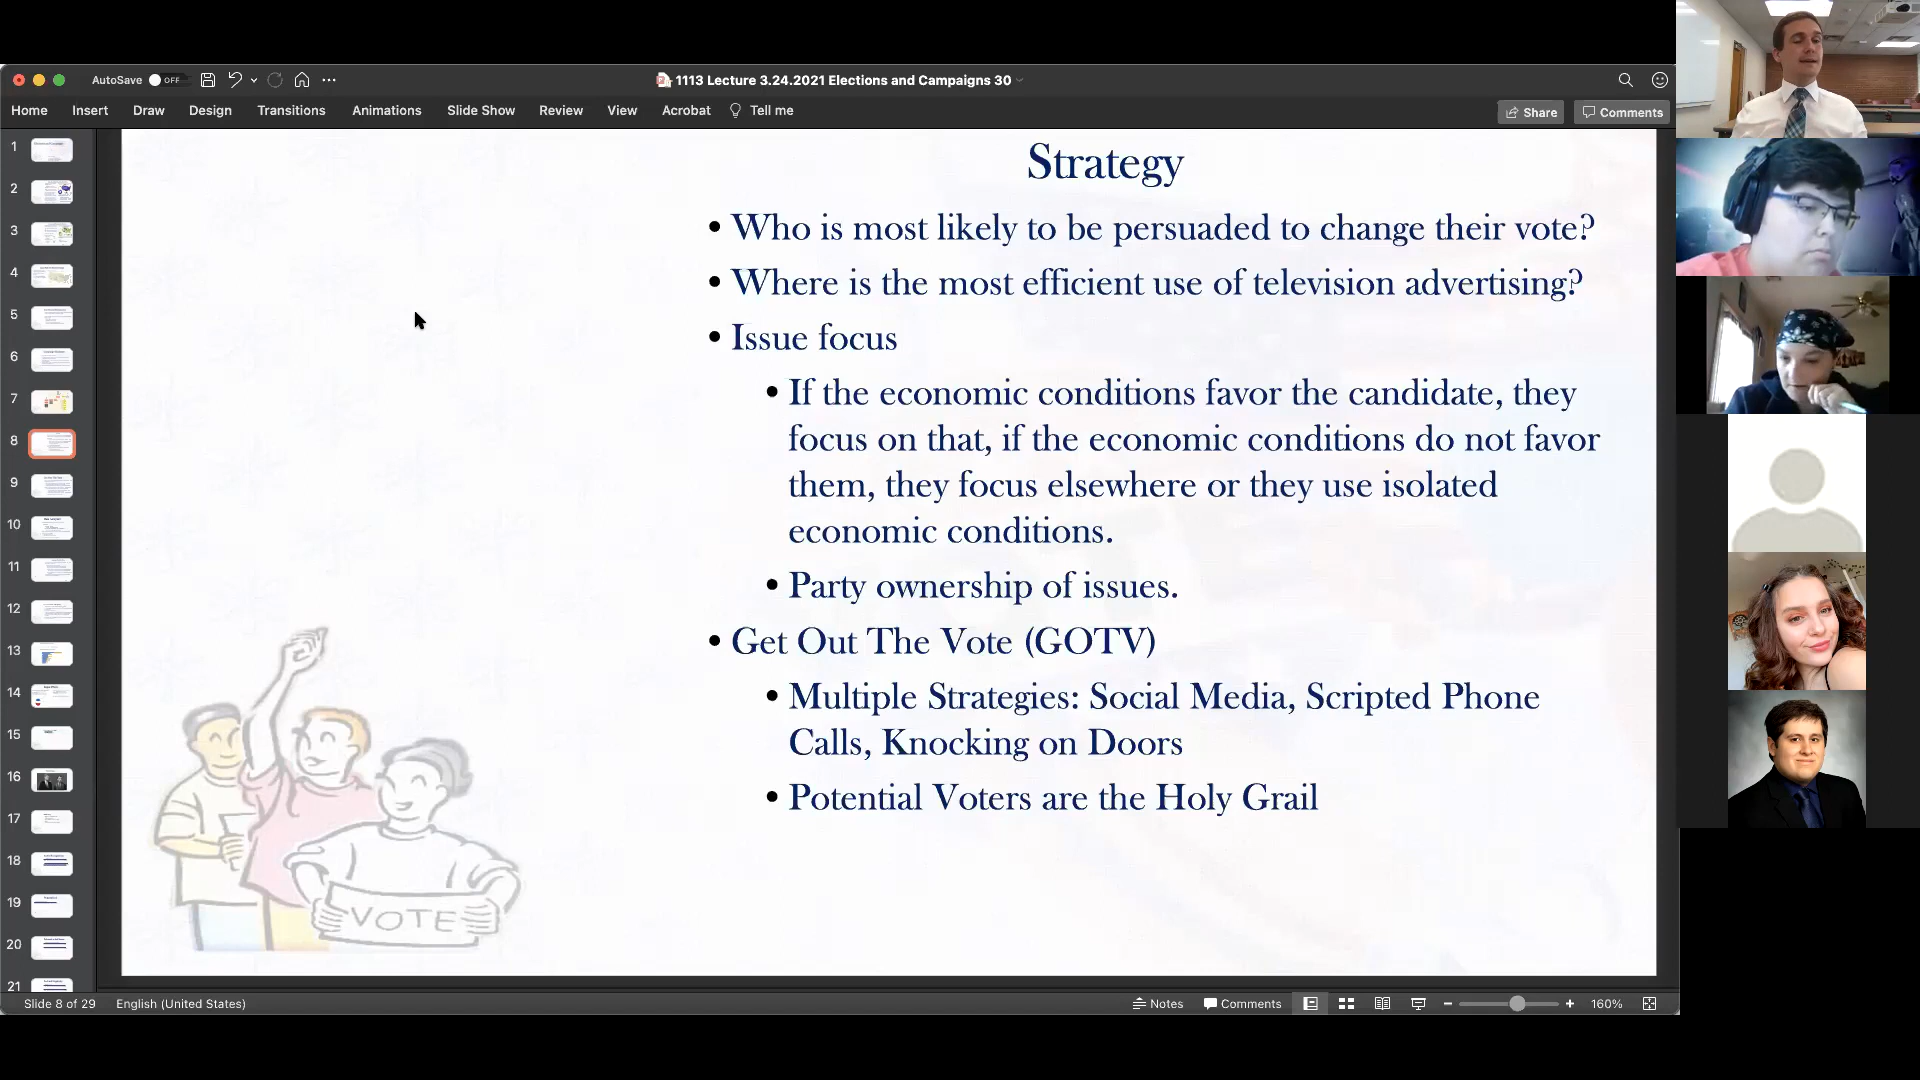 AutoSave OFF
1113 Lecture 3.24.2021 Elections and Campaigns 30
Home Insert Draw Design Transitions Animations Slide Show Review View Acrobat Tell me
Share Comments
1
2
3
4
5
6
7
8
9
10
11
12
13
14
15
16
17
18
19
20
21
Strategy
• Who is most likely to be persuaded to change their vote?
• Where is the most efficient use of television advertising?
• Issue focus
• If the economic conditions favor the candidate, they
focus on that, if the economic conditions do not favor
them, they focus elsewhere or they use isolated
economic conditions.
• Party ownership of issues.
• Get Out The Vote (GOTV)
• Multiple Strategies: Social Media, Scripted Phone
Calls, Knocking on Doors
• Potential Voters are the Holy Grail
VOTE
Slide 8 of 29 English (United States)
Notes Comments 160%